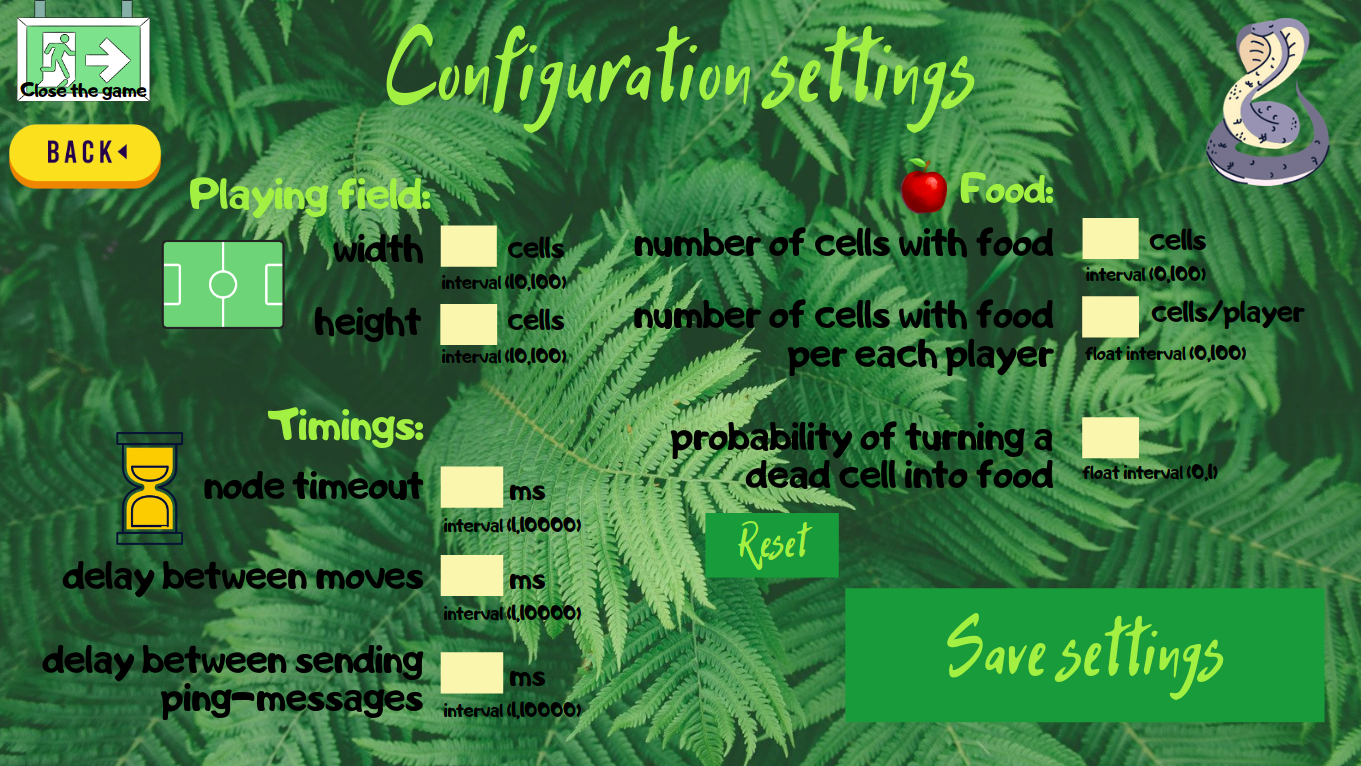 Close the game
Configuration settings
BACK
Playing field:
width cells
interval (10,100)
height cells
interval (10,100)
Timings:
node timeout ms
interval (1,10000)
delay between moves ms
interval (1,10000)
delay between sending
ping-messages ms
interval (1,10000)
Food:
number of cells with food cells
interval (0,100)
number of cells with food
per each player cells/player
float interval (0,100)
probability of turning a
dead cell into food
float interval (0,1)
Reset
Save settings